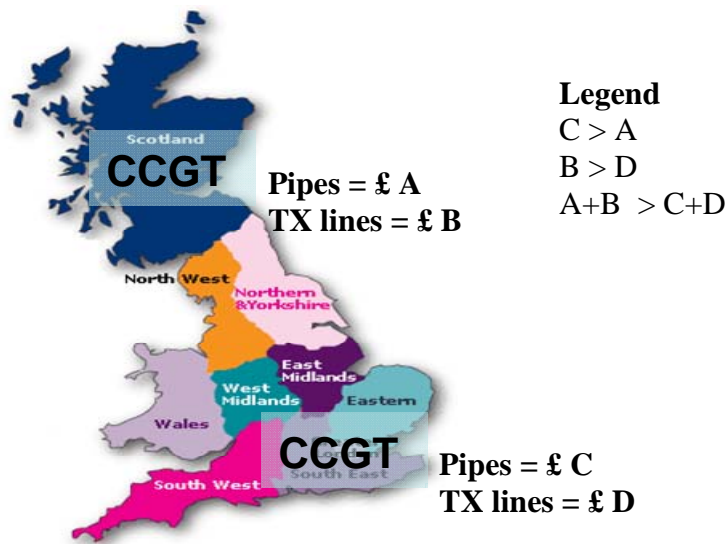 Scotland
CCGT
Pipes = £ A
TX lines = £ B
Legend
C > A
B > D
A+B > C+D
North West
Northern
&Yorkshire
East
Midlands
West
Midlands
Eastern
Wales
CCGT
London
South East
South West
Pipes = £ C
TX lines = £ D